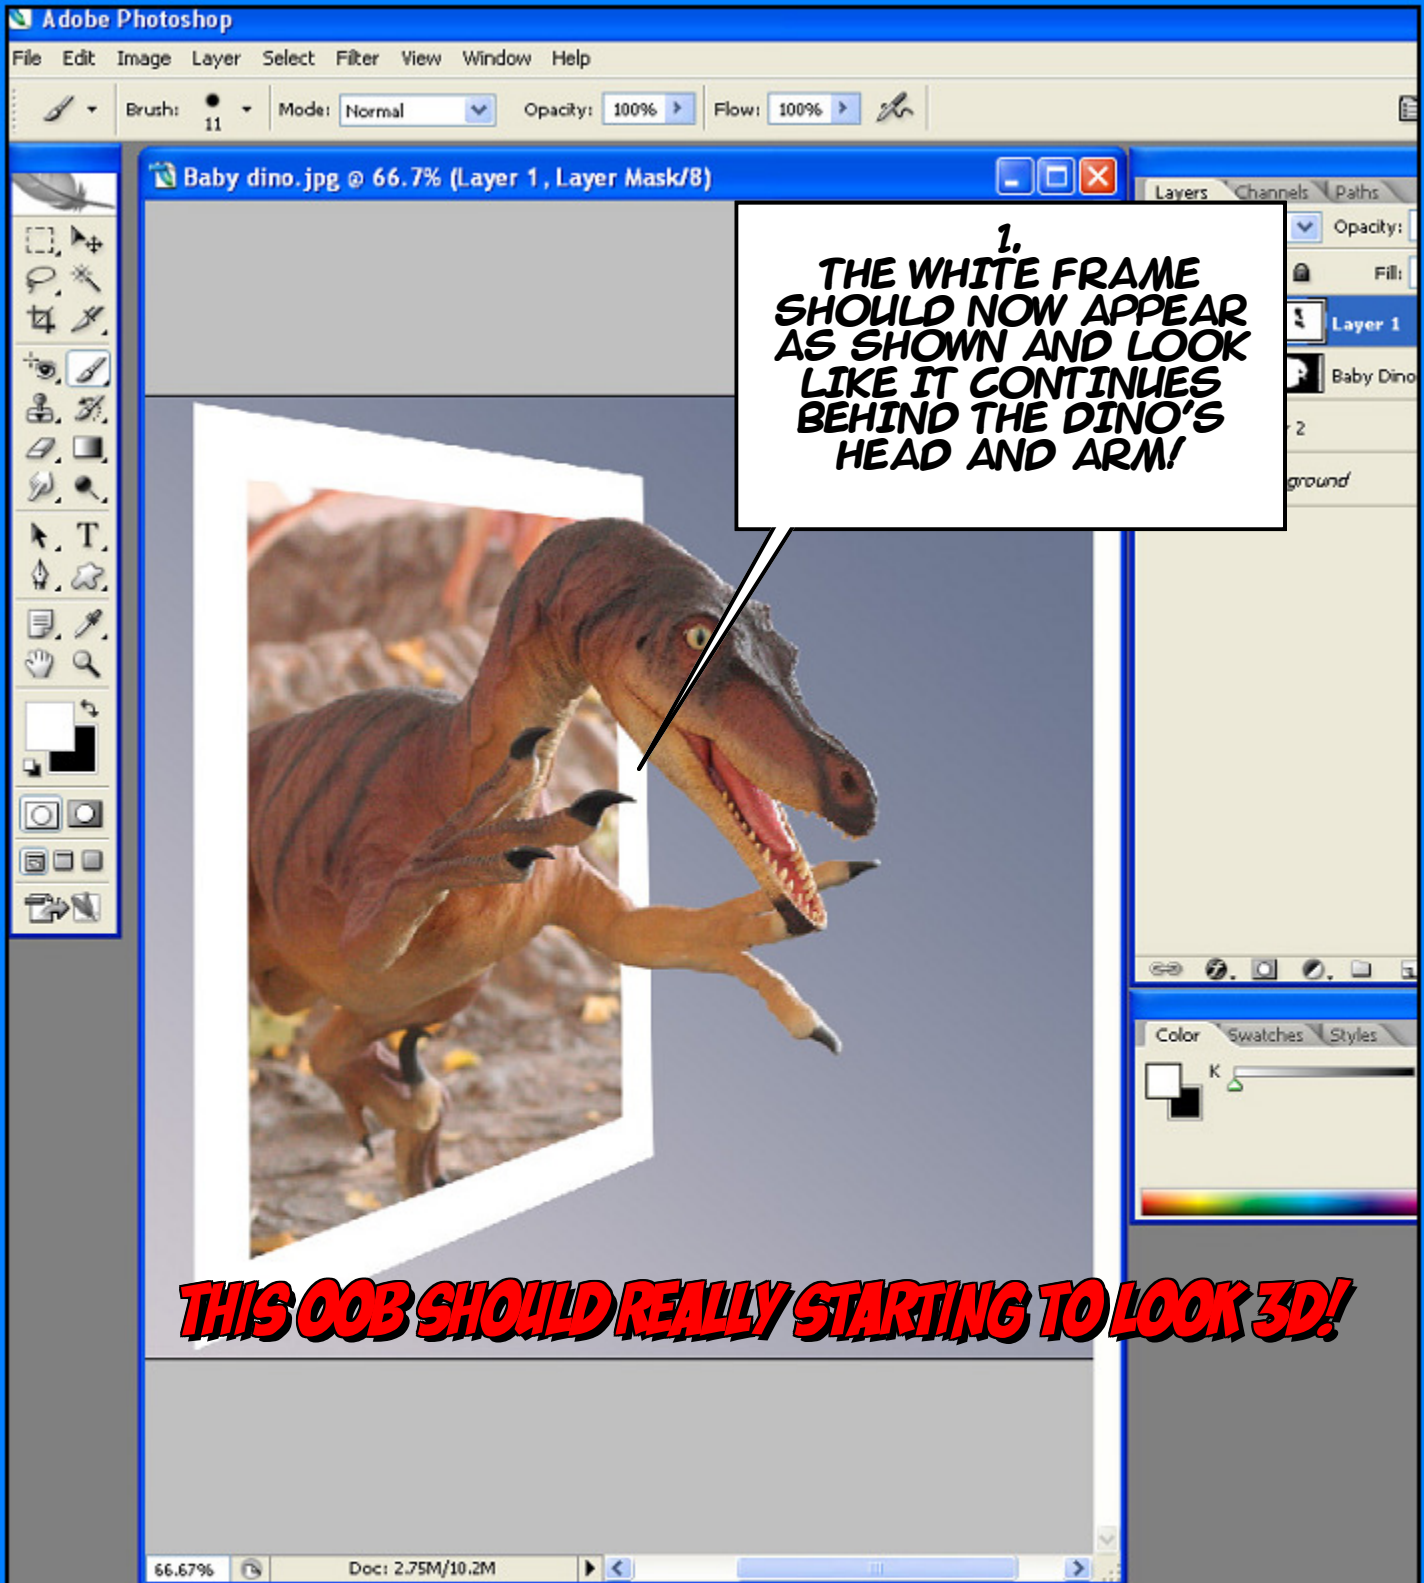 Adobe Photoshop
File Edit Image Layer Select Filter View Window Help
Brush: 11 Mode: Normal Opacity: 100% Flow: 100%
Baby dino.jpg @ 66.7% (Layer 1, Layer Mask/8)
Layers Channels Paths
Opacity:
Fill:
Layer 1
Baby Dino
2
ground
1.
THE WHITE FRAME
SHOULD NOW APPEAR
AS SHOWN AND LOOK
LIKE IT CONTINUES
BEHIND THE DINO'S
HEAD AND ARM!
Color Swatches Styles
K
THIS OOB SHOULD REALLY STARTING TO LOOK 3D!
66.67% Doc: 2.75M/10.2M